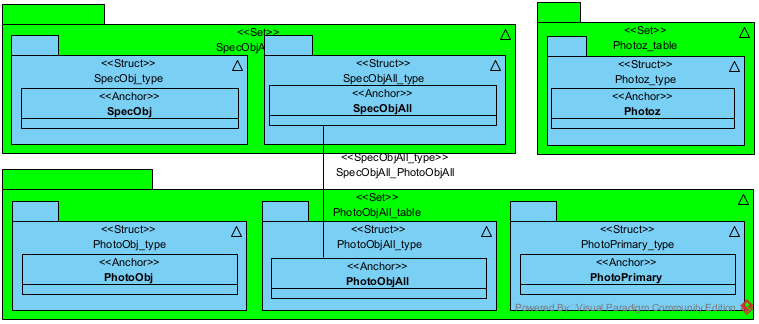 <<Set>>
SpecObjA
<<Struct>>
SpecObj_type
<<Anchor>>
SpecObj
<<Struct>>
SpecObjAll_type
<<Anchor>>
SpecObjAll
<<Set>>
Photoz_table
<<Struct>>
Photoz_type
<<Anchor>>
Photoz
<<SpecObjAll_type>>
SpecObjAll_PhotoObjAll
<<Set>>
PhotoObjAll_table
<<Struct>>
PhotoObj_type
<<Anchor>>
PhotoObj
<<Struct>>
PhotoObjAll_type
<<Anchor>>
PhotoObjAll
<<Struct>>
PhotoPrimary_type
<<Anchor>>
PhotoPrimary
Powered By Visual Paradigm Community Edition